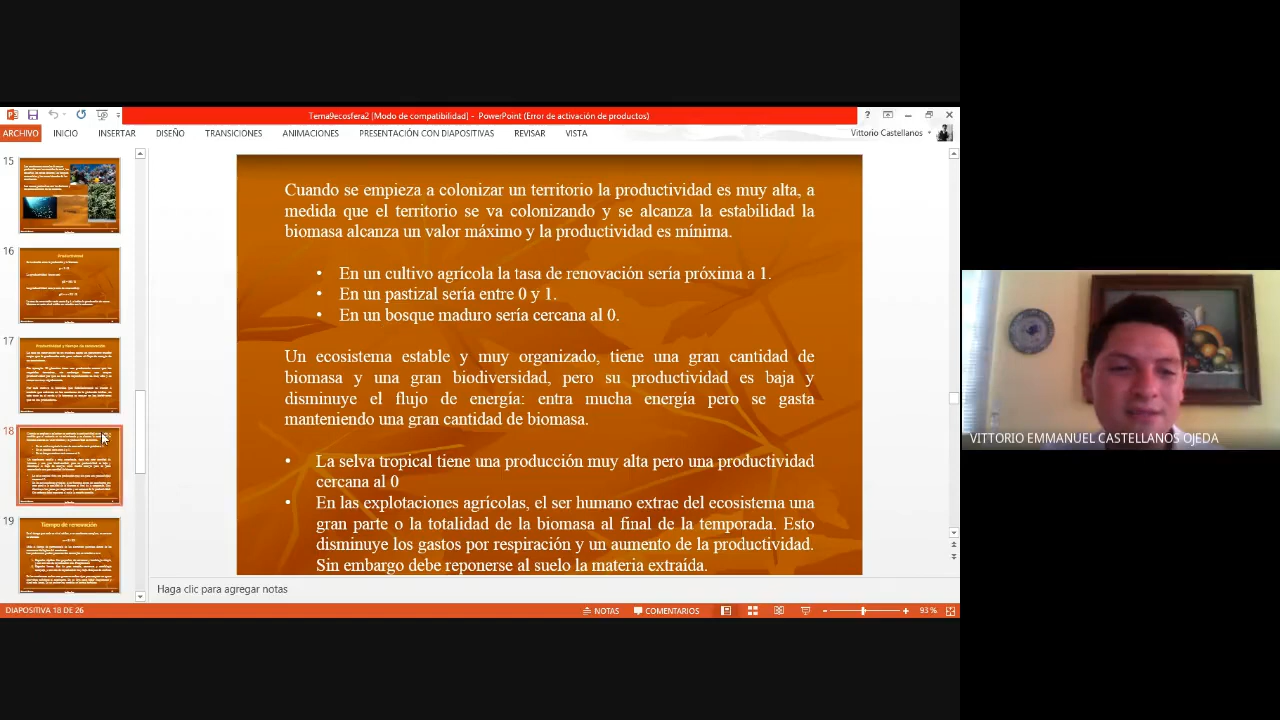 Tema9ecosfera2 [Modo de compatibilidad] - PowerPoint (Error de activación de productos)
ARCHIVO INICIO INSERTAR DISEÑO TRANSICIONES ANIMACIONES PRESENTACIÓN CON DIAPOSITIVAS REVISAR VISTA Vittorio Castellanos
15
16
Productividad
17
Productividad y tiempo de renovación
18
19
Tiempo de renovación
Cuando se empieza a colonizar un territorio la productividad es muy alta, a
medida que el territorio se va colonizando y se alcanza la estabilidad la
biomasa alcanza un valor máximo y la productividad es mínima.
• En un cultivo agrícola la tasa de renovación sería próxima a 1.
• En un pastizal sería entre 0 y 1.
• En un bosque maduro sería cercana al 0.
Un ecosistema estable y muy organizado, tiene una gran cantidad de
biomasa y una gran biodiversidad, pero su productividad es baja y
disminuye el flujo de energía: entra mucha energía pero se gasta
manteniendo una gran cantidad de biomasa.
• La selva tropical tiene una producción muy alta pero una productividad
cercana al 0
• En las explotaciones agrícolas, el ser humano extrae del ecosistema una
gran parte o la totalidad de la biomasa al final de la temporada. Esto
disminuye los gastos por respiración y un aumento de la productividad.
Sin embargo debe reponerse al suelo la materia extraída.
VITTORIO EMMANUEL CASTELLANOS OJEDA
Haga clic para agregar notas
DIAPOSITIVA 18 DE 26 NOTAS COMENTARIOS 93 %